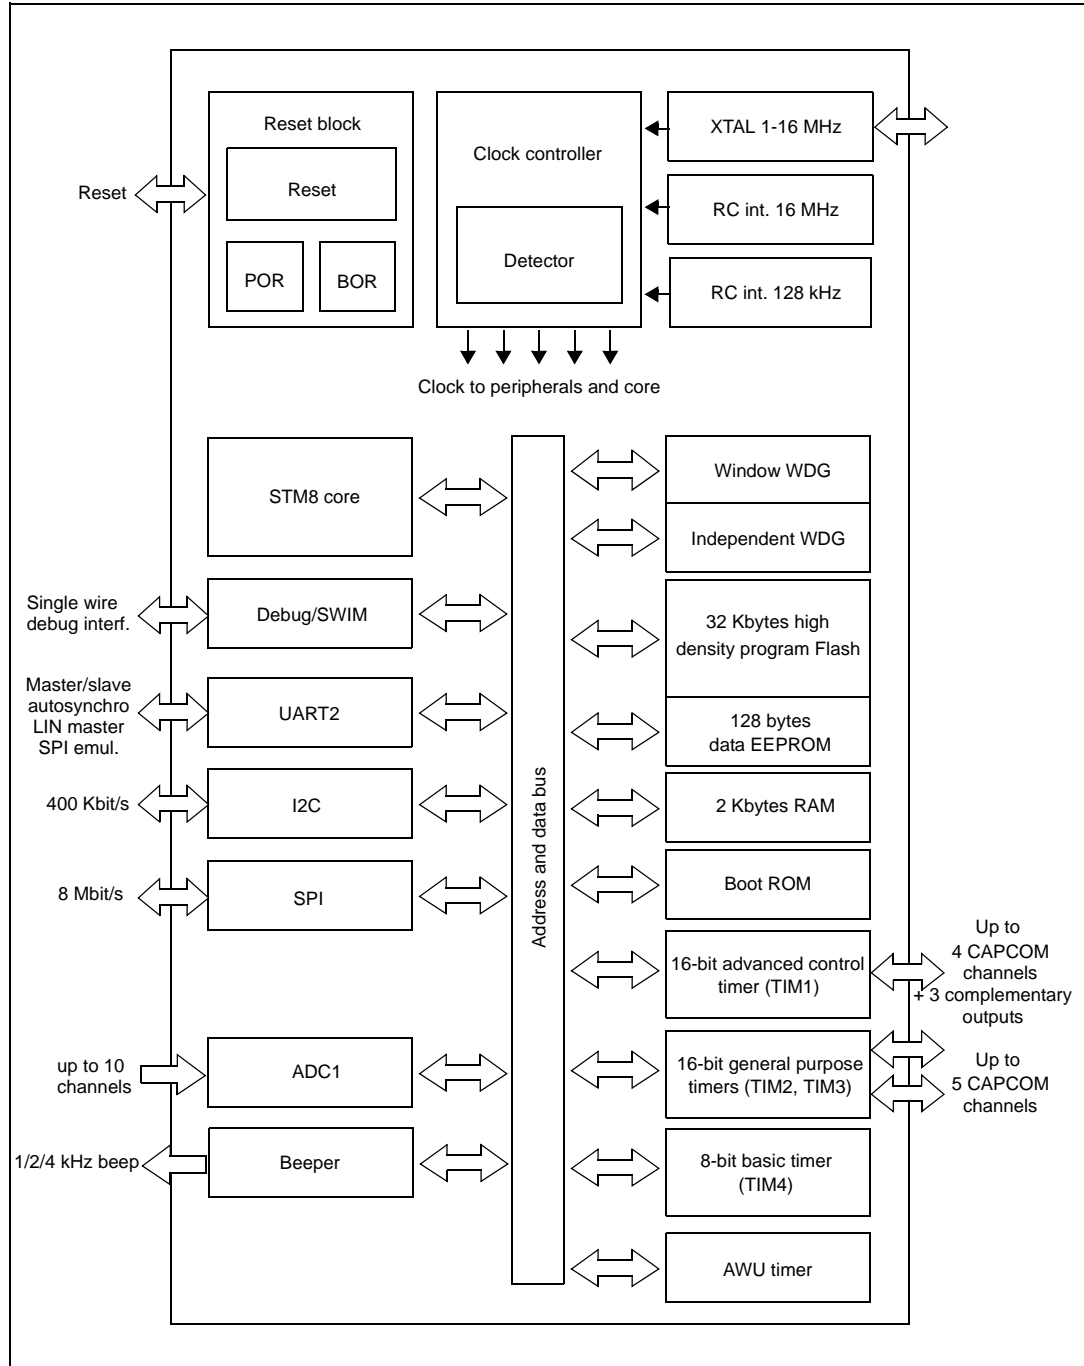 Reset block
Reset
POR
BOR
Reset
Clock controller
Detector
XTAL 1-16 MHz
RC int. 16 MHz
RC int. 128 kHz
Clock to peripherals and core
STM8 core
Single wire
debug interf.
Debug/SWIM
Master/slave
autosynchro
LIN master
SPI emul.
UART2
400 Kbit/s
I2C
8 Mbit/s
SPI
up to 10
channels
ADC1
1/2/4 kHz beep
Beeper
Address and data bus
Window WDG
Independent WDG
32 Kbytes high
density program Flash
128 bytes
data EEPROM
2 Kbytes RAM
Boot ROM
16-bit advanced control
timer (TIM1)
Up to
4 CAPCOM
channels
+ 3 complementary
outputs
16-bit general purpose
timers (TIM2, TIM3)
Up to
5 CAPCOM
channels
8-bit basic timer
(TIM4)
AWU timer